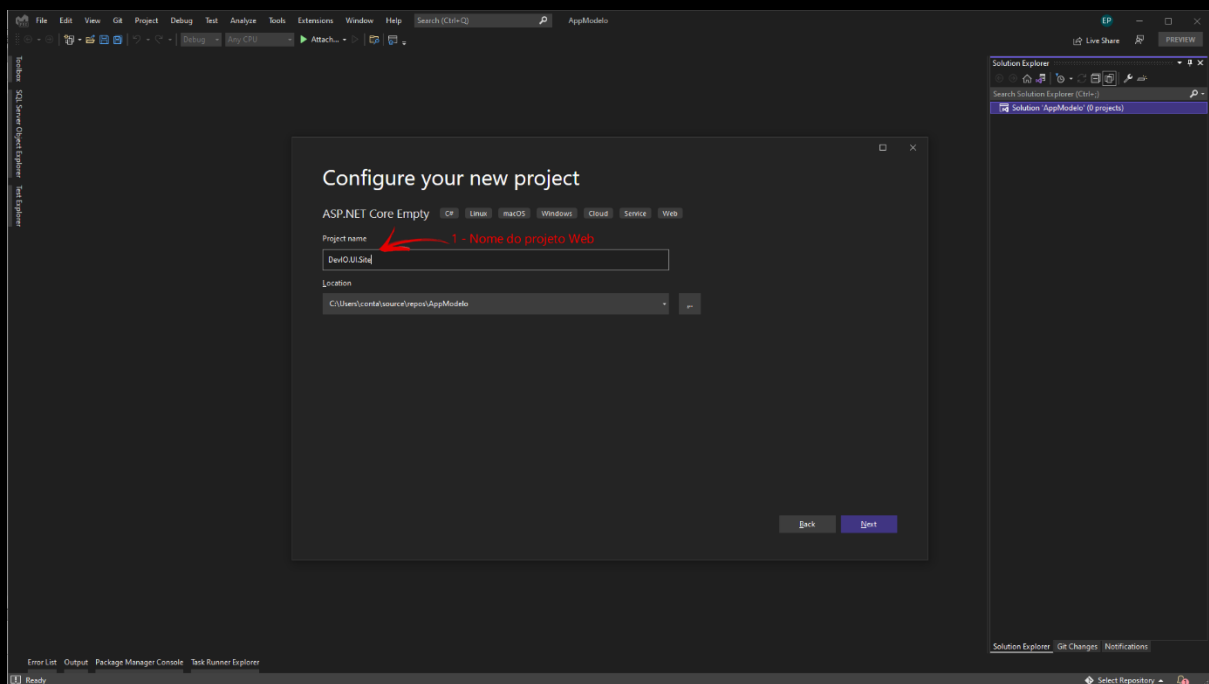 File Edit View Git Project Debug Test Analyze Tools Extensions Window Help Search (Ctrl+Q) AppModelo EP
Debug Any CPU Attach... Live Share PREVIEW
Toolbox
SQL Server Object Explorer
Test Explorer
Solution Explorer
Search Solution Explorer (Ctrl+;)
Solution 'AppModelo' (0 projects)
Configure your new project
ASP.NET Core Empty C# Linux macOS Windows Cloud Service Web
Project name
1 - Nome do projeto Web
DevIO.UI.Site
Location
C:\Users\conta\source\repos\AppModelo
...
Back Next
Solution Explorer Git Changes Notifications
Error List Output Package Manager Console Task Runner Explorer
Ready Select Repository